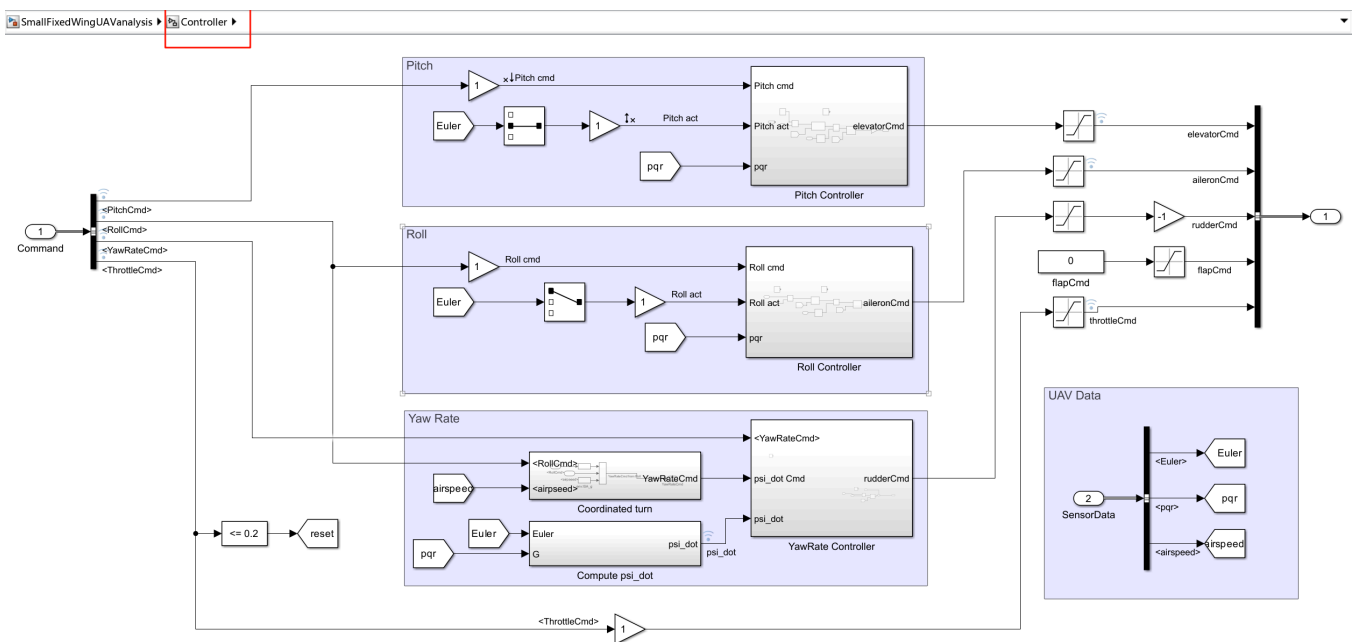 SmallFixedWingUAVanalysis
Controller
Pitch
1
Pitch cmd
Euler
1
Pitch act
pqr
Pitch cmd
Pitch act
elevatorCmd
pqr
Pitch Controller
1
Command
<PitchCmd>
<RollCmd>
<YawRateCmd>
<ThrottleCmd>
Roll
1
Roll cmd
Euler
1
Roll act
pqr
Roll cmd
Roll act
aileronCmd
pqr
Roll Controller
Yaw Rate
<RollCmd>
airspeed
<airpseed>
YawRateCmd
Coordinated turn
Euler
pqr
Euler
G
psi_dot
psi_dot
Compute psi_dot
<YawRateCmd>
psi_dot Cmd
psi_dot
rudderCmd
YawRate Controller
<= 0.2
reset
<ThrottleCmd>
1
elevatorCmd
aileronCmd
-1
rudderCmd
0
flapCmd
flapCmd
throttleCmd
1
UAV Data
2
SensorData
<Euler>
Euler
<pqr>
pqr
<airspeed>
airspeed